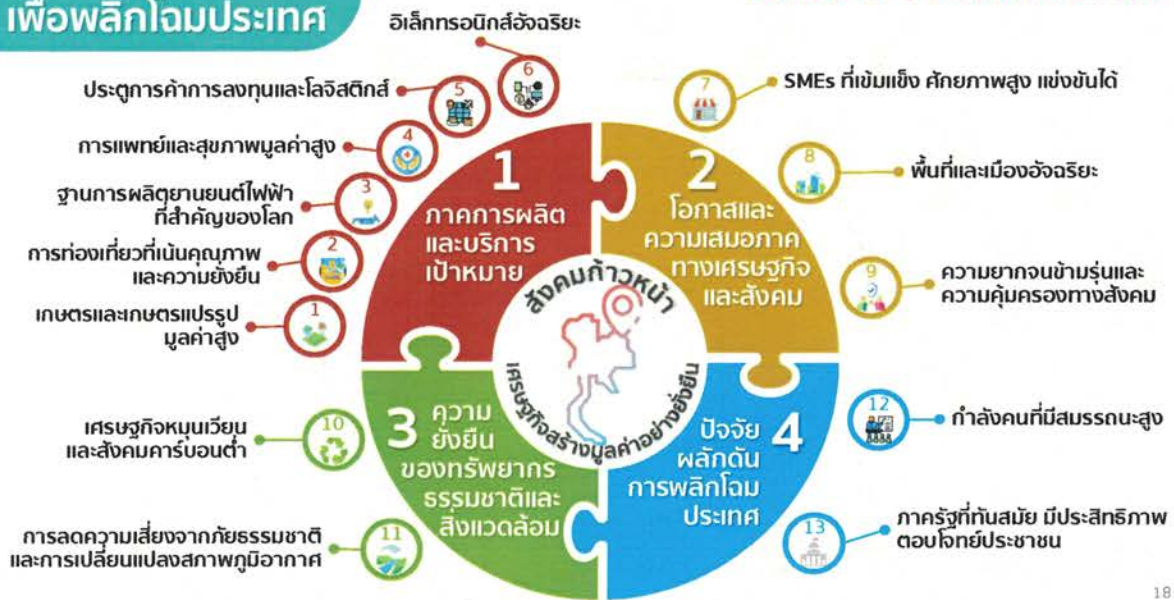 เพื่อพลิกโฉมประเทศ
อิเล็กทรอนิกส์อัจฉริยะ
6
ประตูการค้าการลงทุนและโลจิสติกส์
5
การแพทย์และสุขภาพมูลค่าสูง
4
ฐานการผลิตยานยนต์ไฟฟ้า
ที่สำคัญของโลก
3
การท่องเที่ยวที่เน้นคุณภาพ
และความยั่งยืน
2
เกษตรและเกษตรแปรรูป
มูลค่าสูง
1
1
ภาคการผลิต
และบริการ
เป้าหมาย
7
SMEs ที่เข้มแข็ง ศักยภาพสูง แข่งขันได้
8
พื้นที่และเมืองอัจฉริยะ
9
ความยากจนข้ามรุ่นและ
ความคุ้มครองทางสังคม
2
โอกาสและ
ความเสมอภาค
ทางเศรษฐกิจ
และสังคม
สังคมก้าวหน้า
เศรษฐกิจสร้างมูลค่าอย่างยั่งยืน
10
เศรษฐกิจหมุนเวียน
และสังคมคาร์บอนต่ำ
11
การลดความเสี่ยงจากภัยธรรมชาติ
และการเปลี่ยนแปลงสภาพภูมิอากาศ
3
ความ
ยั่งยืน
ของทรัพยากร
ธรรมชาติและ
สิ่งแวดล้อม
4
ปัจจัย
ผลักดัน
การพลิกโฉม
ประเทศ
12
กำลังคนที่มีสมรรถนะสูง
13
ภาครัฐที่ทันสมัย มีประสิทธิภาพ
ตอบโจทย์ประชาชน
18